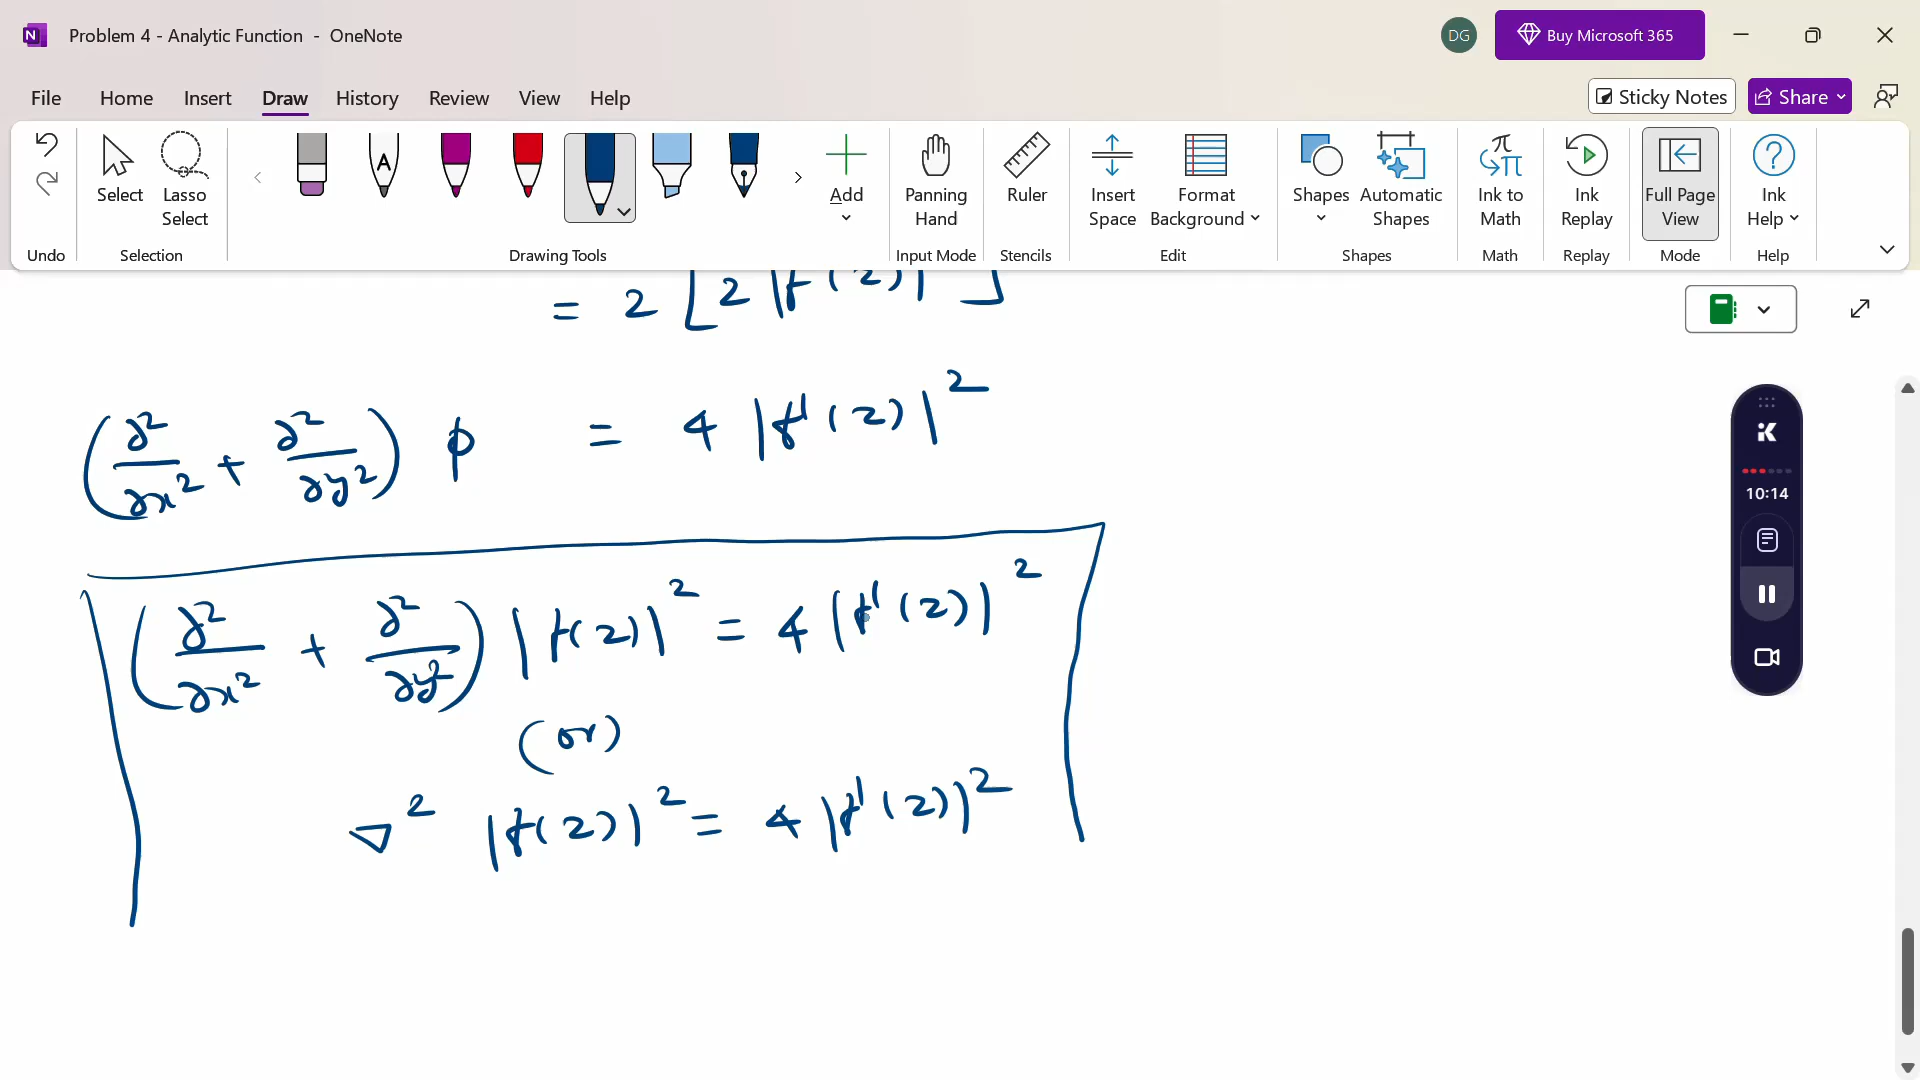 Problem 4 - Analytic Function - OneNote
DG
Buy Microsoft 365
File Home Insert Draw History Review View Help
Sticky Notes
Share
Undo
Select
Lasso Select
Selection
A
Drawing Tools
Add
Panning Hand
Input Mode
Ruler
Stencils
Insert Space
Format Background
Edit
Shapes
Automatic Shapes
Shapes
Ink to Math
Math
Ink Replay
Replay
Full Page View
Mode
Ink Help
Help
= 2 [2 |f'(z)| ]
(∂²/∂x² + ∂²/∂y²) φ = 4 |f'(z)|²
(∂²/∂x² + ∂²/∂y²) |f(z)|² = 4 |f'(z)|²
(or)
∇² |f(z)|² = 4 |f'(z)|²
10:14